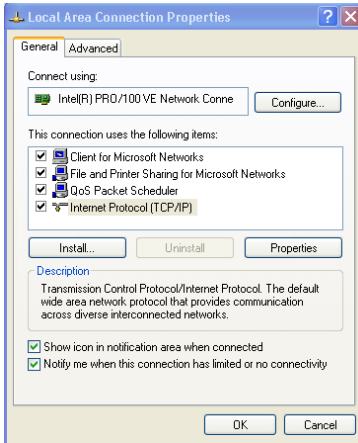 Local Area Connection Properties
General Advanced
Connect using:
Intel(R) PRO/100 VE Network Conne
Configure...
This connection uses the following items:
Client for Microsoft Networks
File and Printer Sharing for Microsoft Networks
QoS Packet Scheduler
Internet Protocol (TCP/IP)
Install... Uninstall Properties
Description
Transmission Control Protocol/Internet Protocol. The default
wide area network protocol that provides communication
across diverse interconnected networks.
Show icon in notification area when connected
Notify me when this connection has limited or no connectivity
OK Cancel